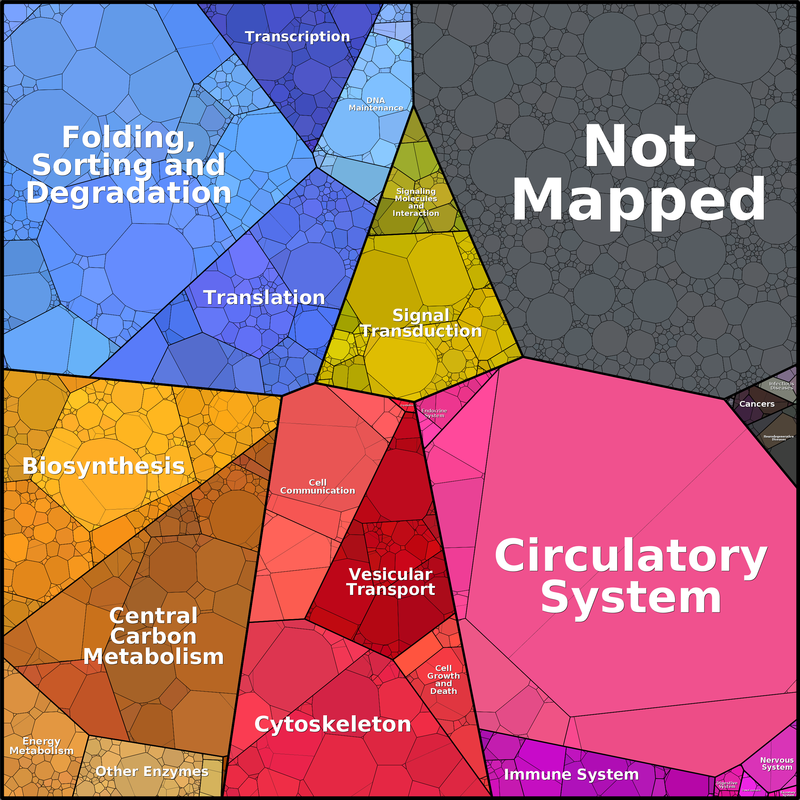 Transcription
DNA
Maintenance
Folding,
Sorting and
Degradation
Not
Mapped
Signaling
Molecules
and
Interaction
Translation
Signal
Transduction
Infectious
Diseases
Cancers
Endocrine
System
Biosynthesis
Cell
Communication
Circulatory
System
Vesicular
Transport
Central
Carbon
Metabolism
Cell
Growth
and
Death
Cytoskeleton
Energy
Metabolism
Other Enzymes
Immune System
Nervous
System
Digestive
System